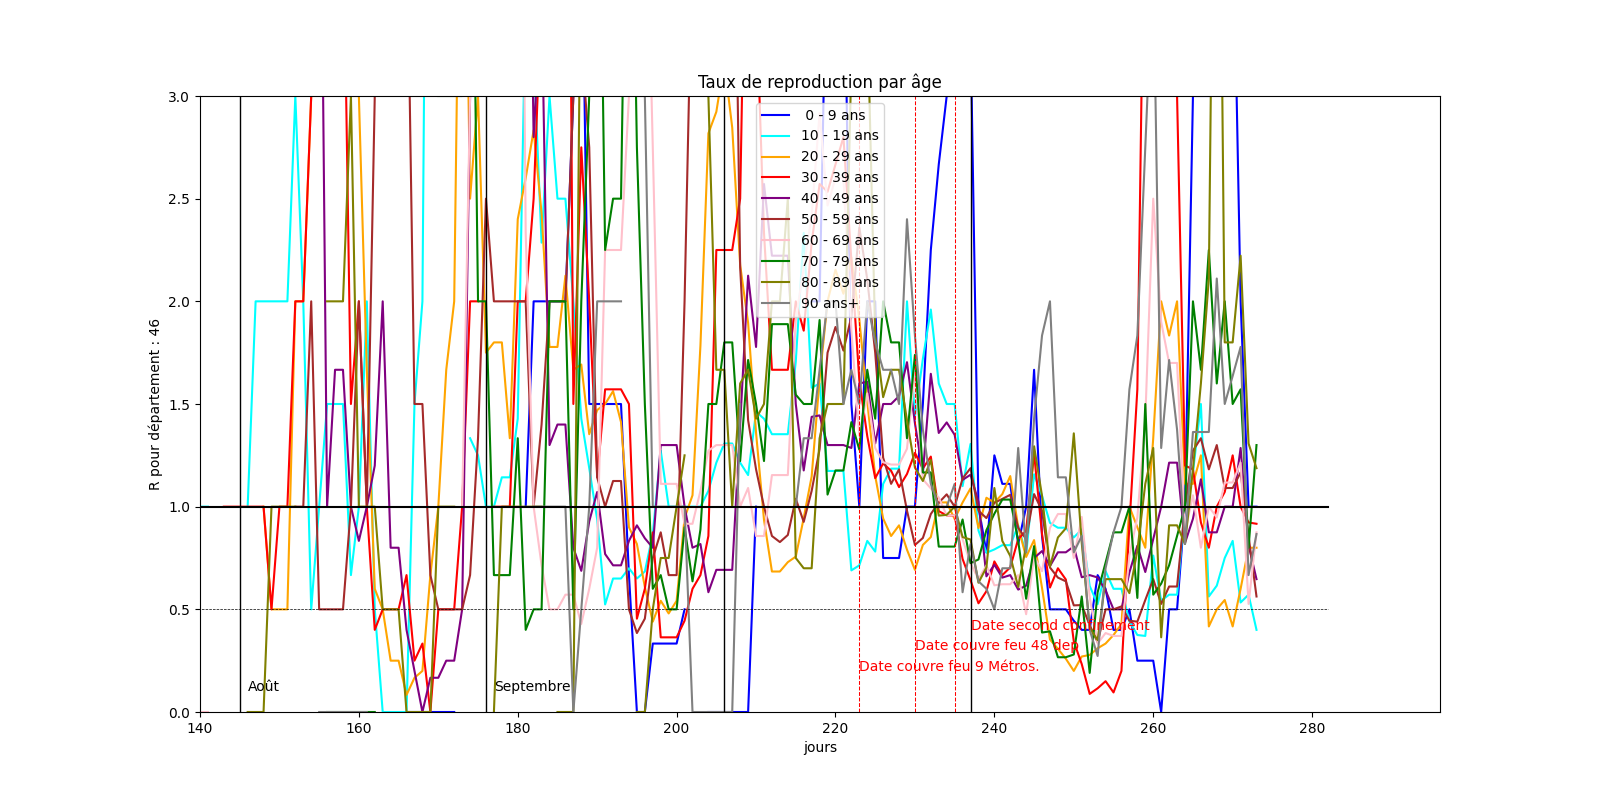 Taux de reproduction par âge
R pour département : 46
3.0
2.5
2.0
1.5
1.0
0.5
0.0
0 - 9 ans
10 - 19 ans
20 - 29 ans
30 - 39 ans
40 - 49 ans
50 - 59 ans
60 - 69 ans
70 - 79 ans
80 - 89 ans
90 ans+
Date second confinement
Date couvre feu 48 dep
Date couvre feu 9 Métros.
Août
Septembre
140 160 180 200 220 240 260 280
jours